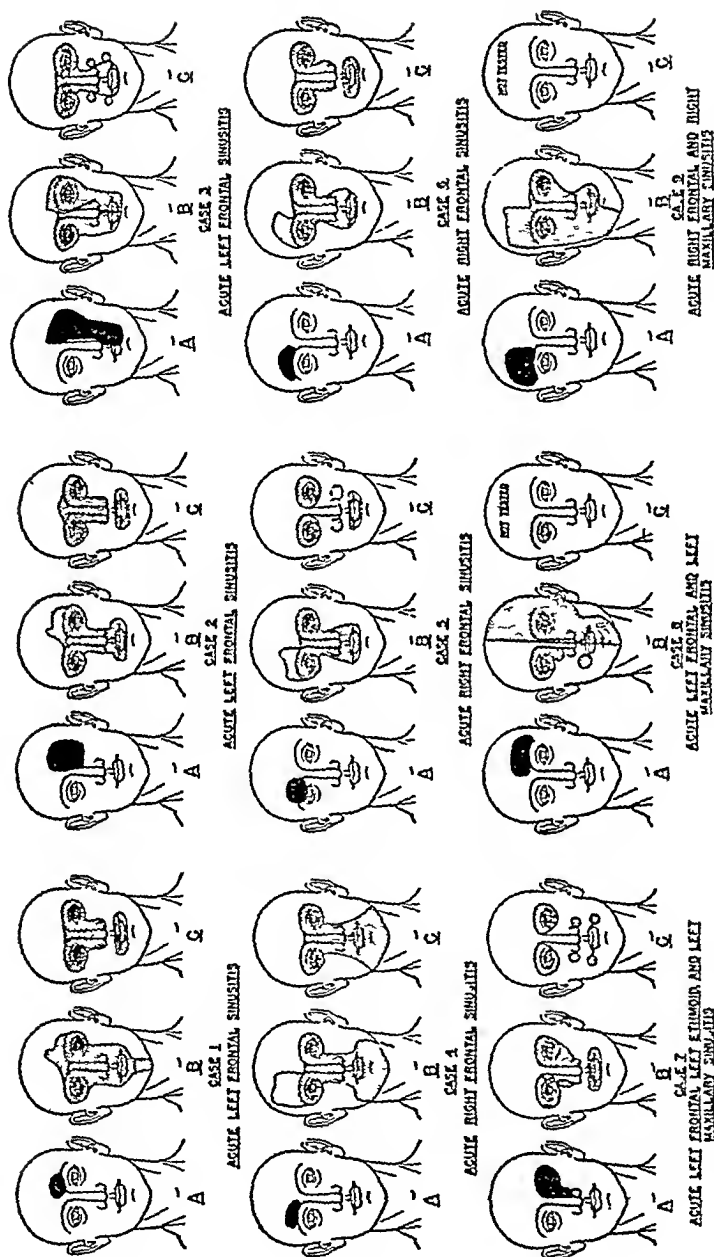 A
B
C
CASE 1
ACUTE LEFT FRONTAL SINUSITIS
A
B
C
CASE 2
ACUTE LEFT FRONTAL SINUSITIS
A
B
C
CASE 3
ACUTE LEFT FRONTAL SINUSITIS
A
B
C
CASE 4
ACUTE RIGHT FRONTAL SINUSITIS
A
B
C
CASE 5
ACUTE RIGHT FRONTAL SINUSITIS
A
B
C
CASE 6
ACUTE RIGHT FRONTAL SINUSITIS
A
B
C
CASE 7
ACUTE LEFT FRONTAL LEFT ETHMOID AND LEFT
MAXILLARY SINUSITIS
NOT TESTED
A
B
C
CASE 8
ACUTE LEFT FRONTAL AND LEFT
MAXILLARY SINUSITIS
NOT TESTED
A
B
C
CASE 9
ACUTE RIGHT FRONTAL AND RIGHT
MAXILLARY SINUSITIS